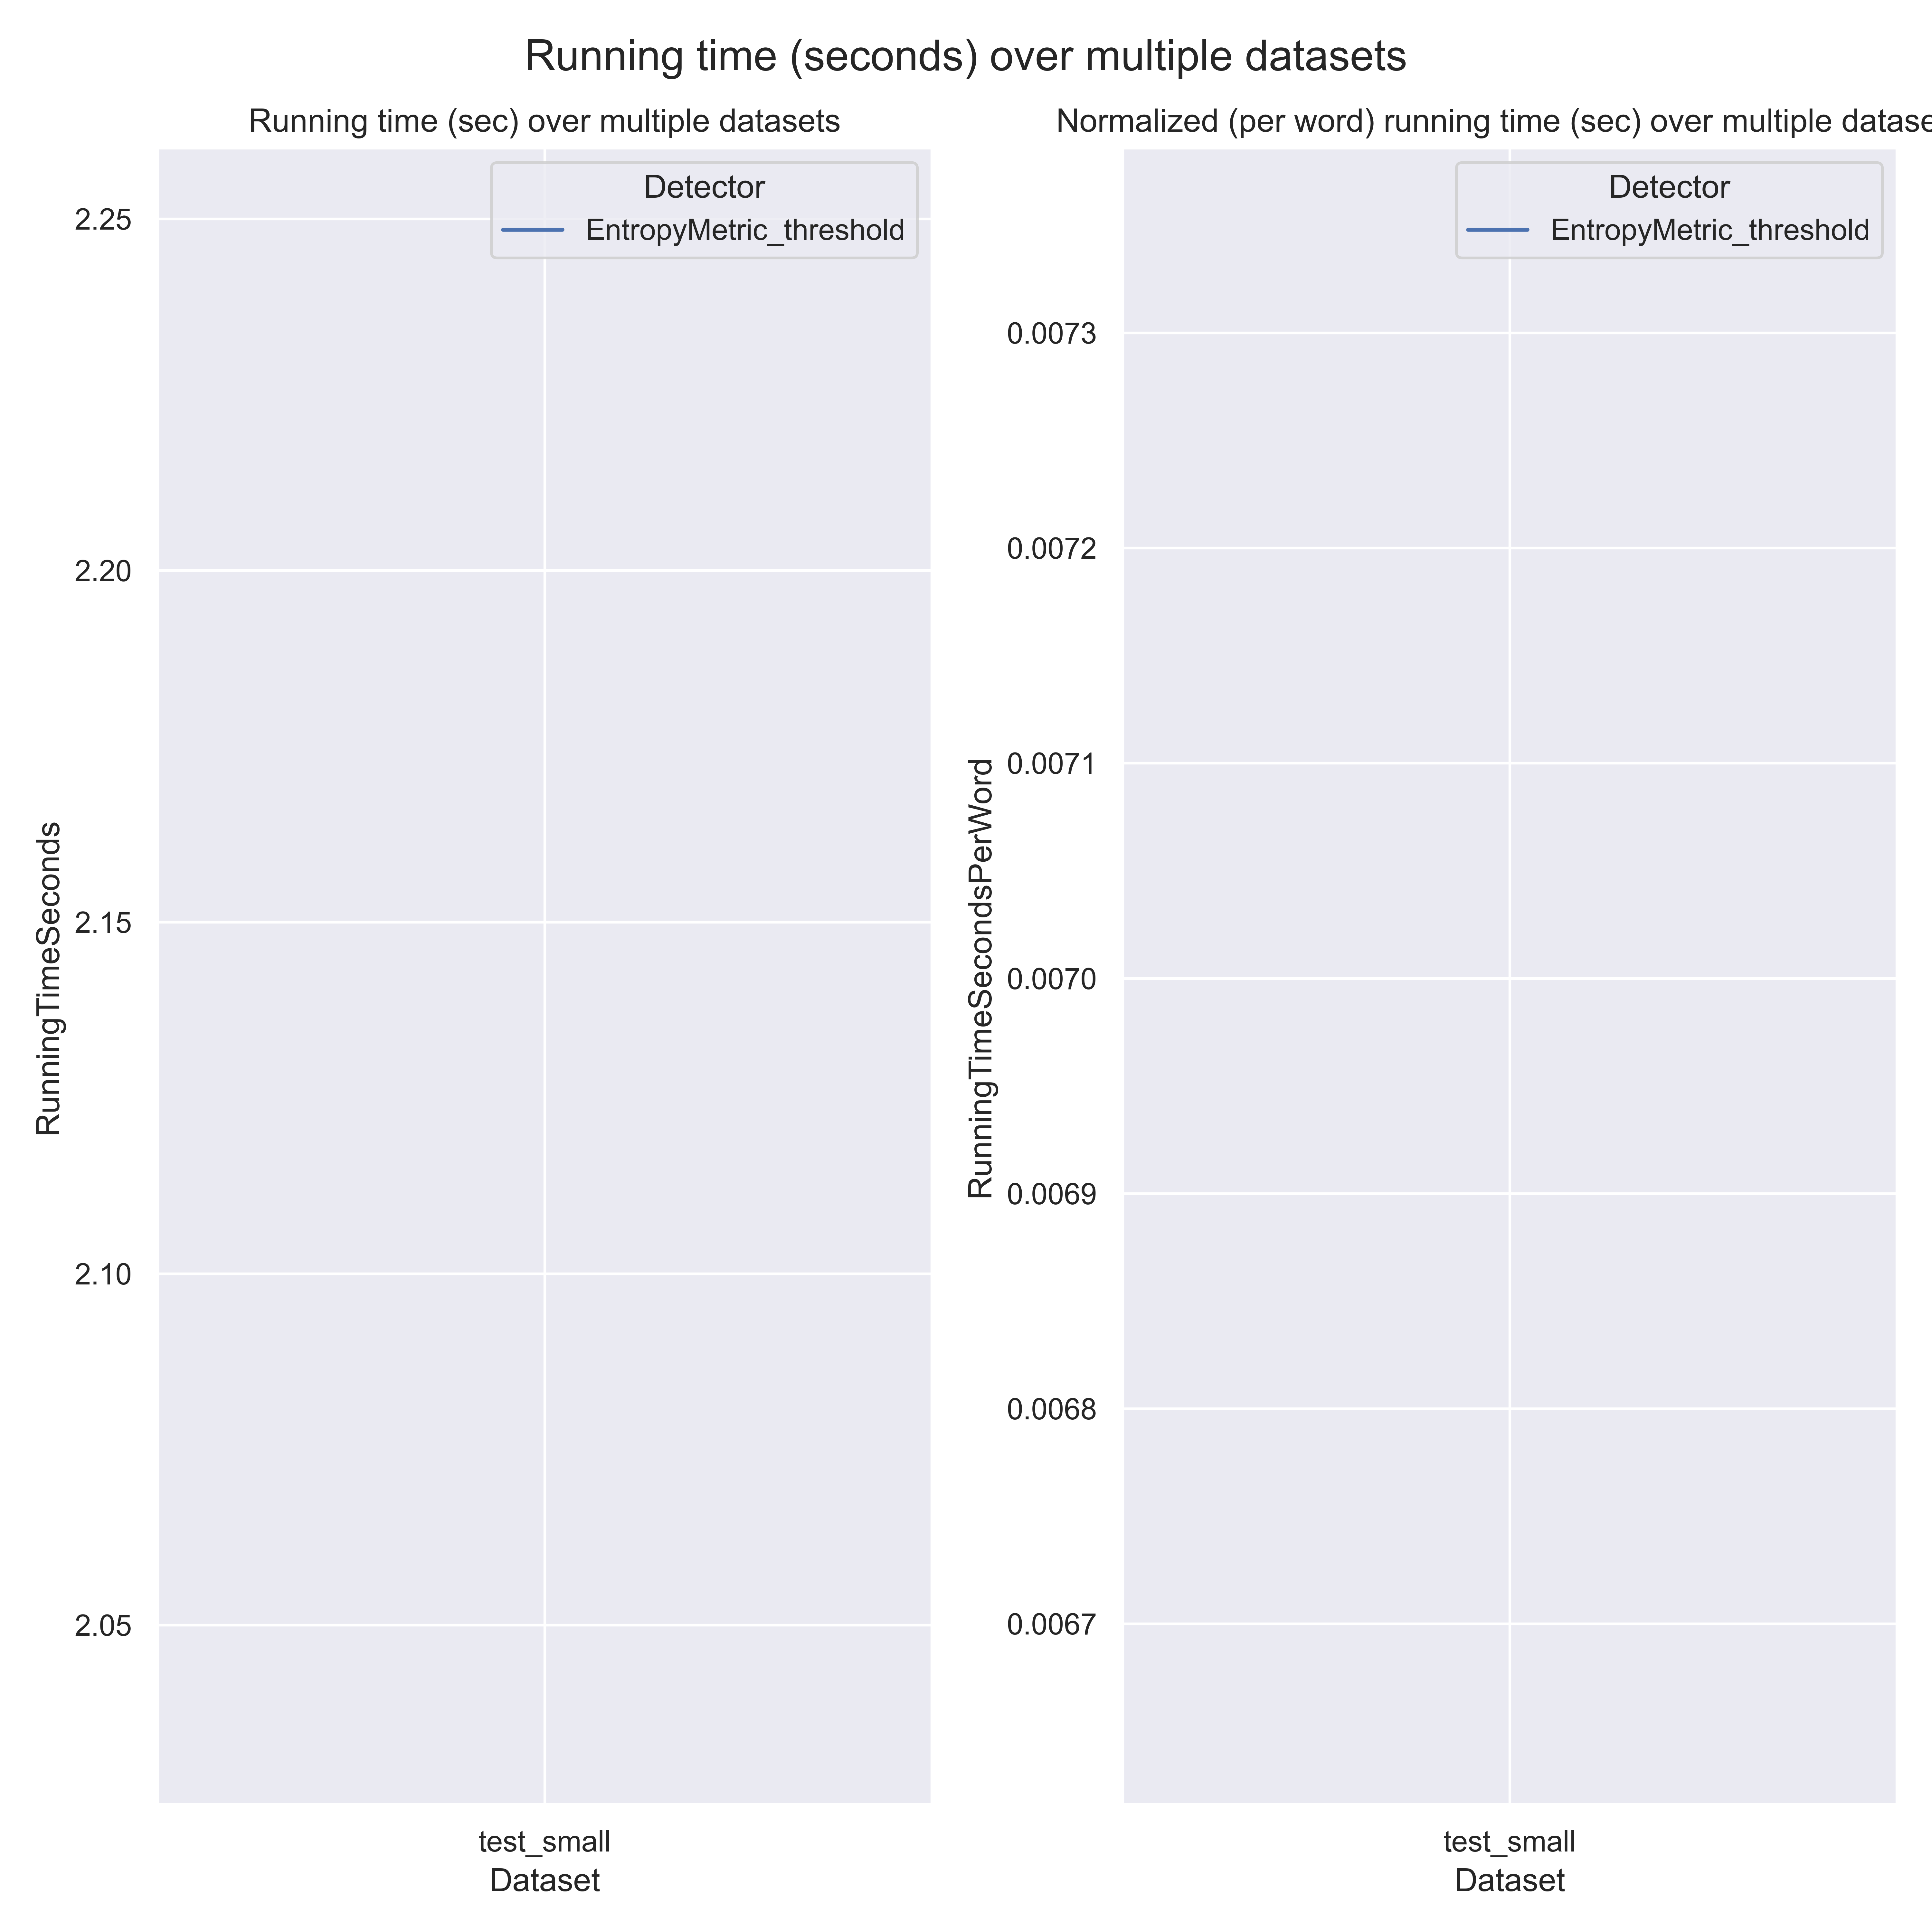 Running time (seconds) over multiple datasets
Running time (sec) over multiple datasets
Detector
EntropyMetric_threshold
2.25
2.20
2.15
2.10
2.05
RunningTimeSeconds
test_small
Dataset
Normalized (per word) running time (sec) over multiple datase
Detector
EntropyMetric_threshold
0.0073
0.0072
0.0071
0.0070
0.0069
0.0068
0.0067
RunningTimeSecondsPerWord
test_small
Dataset